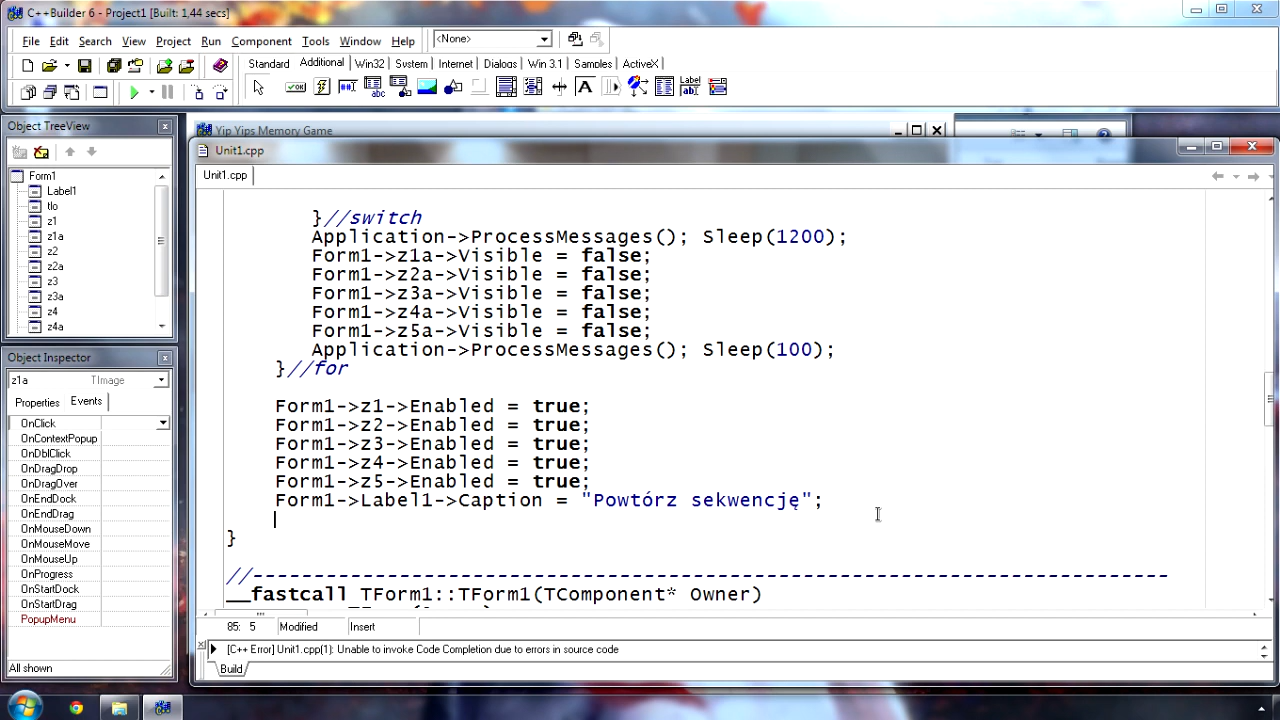 C++Builder 6 - Project1 [Built: 1,44 secs]
File Edit Search View Project Run Component Tools Window Help
<None>
Standard Additional Win32 System Internet Dialogs Win 3.1 Samples ActiveX
Object TreeView
Form1
Label1
tlo
z1
z1a
z2
z2a
z3
z3a
z4
z4a
Object Inspector
z1a TImage
Properties Events
OnClick
OnContextPopup
OnDblClick
OnDragDrop
OnDragOver
OnEndDock
OnEndDrag
OnMouseDown
OnMouseMove
OnMouseUp
OnProgress
OnStartDock
OnStartDrag
PopupMenu
All shown
Yip Yips Memory Game
Unit1.cpp
Unit1.cpp
}//switch
Application->ProcessMessages(); Sleep(1200);
Form1->z1a->Visible = false;
Form1->z2a->Visible = false;
Form1->z3a->Visible = false;
Form1->z4a->Visible = false;
Form1->z5a->Visible = false;
Application->ProcessMessages(); Sleep(100);
}//for
Form1->z1->Enabled = true;
Form1->z2->Enabled = true;
Form1->z3->Enabled = true;
Form1->z4->Enabled = true;
Form1->z5->Enabled = true;
Form1->Label1->Caption = "Powtórz sekwencję";
}
//---------------------------------------------------------------------------
__fastcall TForm1::TForm1(TComponent* Owner)
85: 5 Modified Insert
[C++ Error] Unit1.cpp(1): Unable to invoke Code Completion due to errors in source code
Build